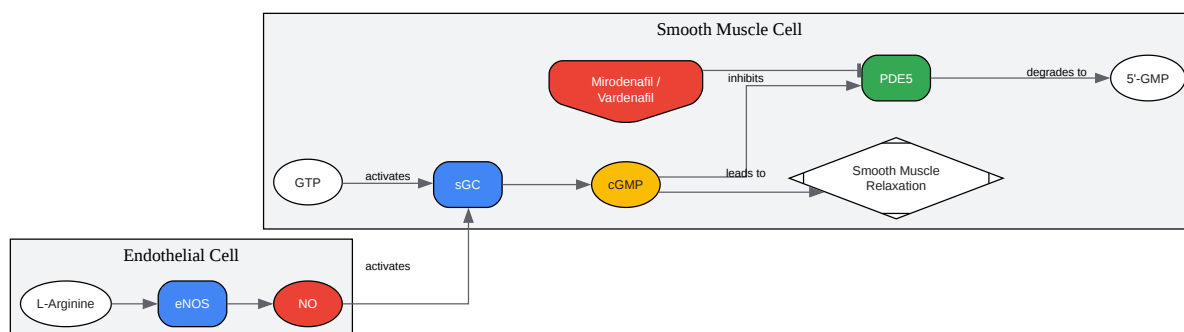 Smooth Muscle Cell
Mirodenafil /
Vardenafil
inhibits
PDE5
degrades to
5'-GMP
GTP
activates
sGC
cGMP
leads to
Smooth Muscle
Relaxation
Endothelial Cell
activates
L-Arginine
eNOS
NO